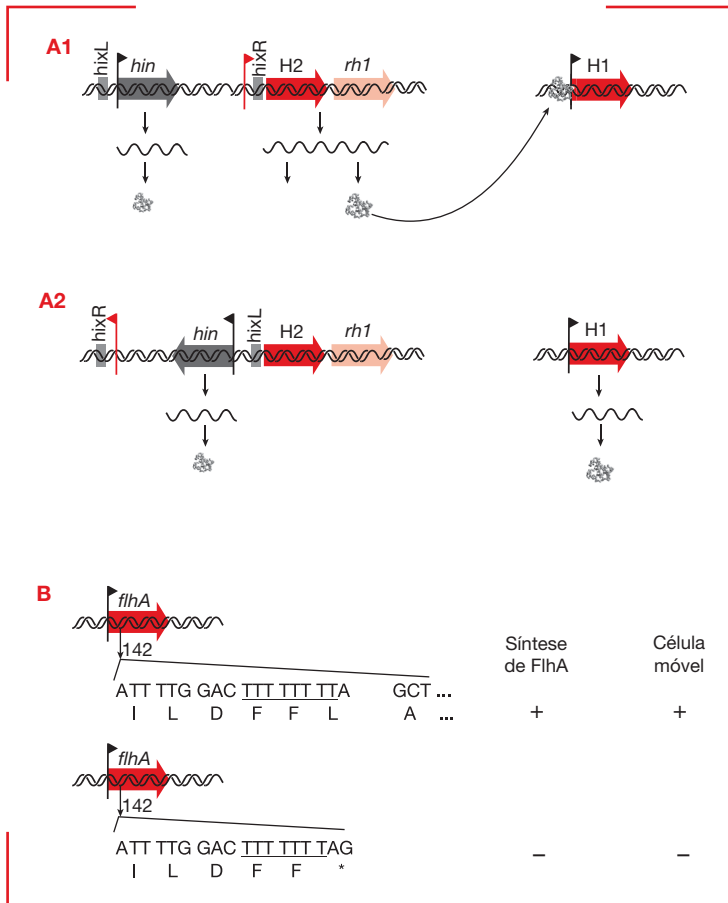 A1
hixL
hin
hixR
H2
rh1
H1
A2
hixR
hin
hixL
H2
rh1
H1
B
flhA
142
Síntese de FlhA
Célula móvel
ATT TTG GAC TTT TTT TTA GCT ...
I L D F F L A ...
+ +
flhA
142
ATT TTG GAC TTT TTT TAG
I L D F F *
– –